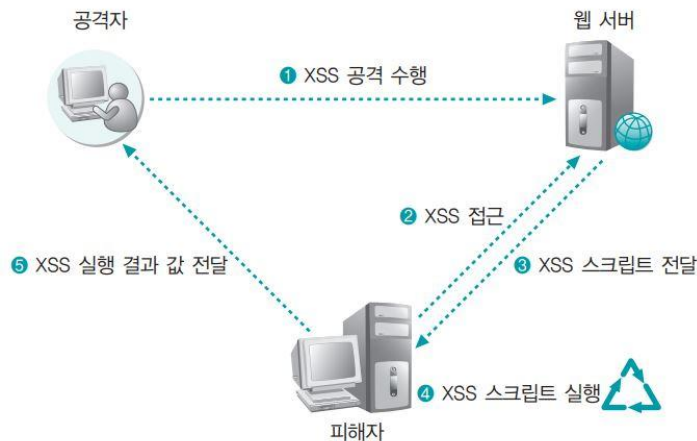 공격자
웹 서버
❶ XSS 공격 수행
❷ XSS 접근
❺ XSS 실행 결과 값 전달
❸ XSS 스크립트 전달
❹ XSS 스크립트 실행
피해자